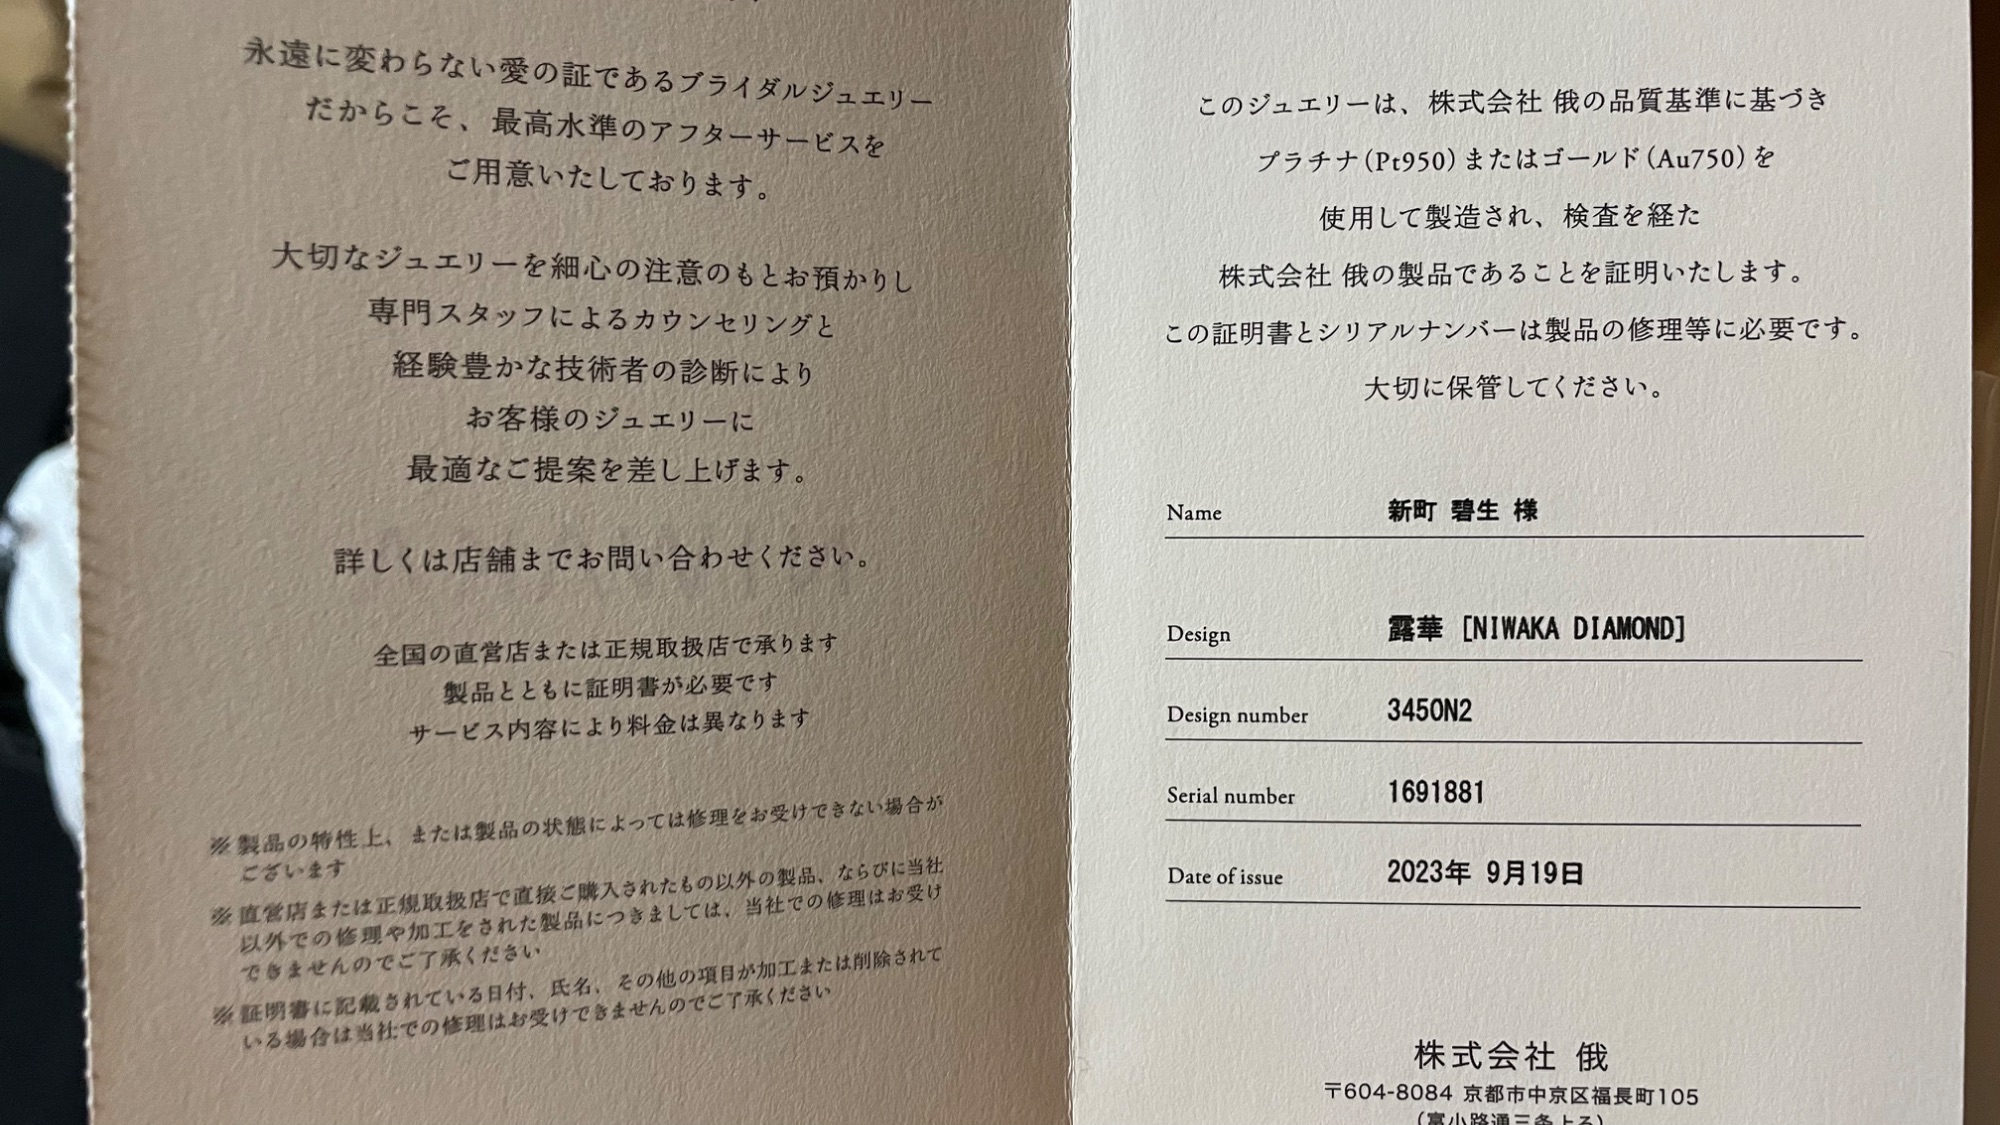 永遠に変わらない愛の証であるブライダルジュエリー
だからこそ、最高水準のアフターサービスを
ご用意いたしております。
大切なジュエリーを細心の注意のもとお預かりし
専門スタッフによるカウンセリングと
経験豊かな技術者の診断により
お客様のジュエリーに
最適なご提案を差し上げます。
詳しくは店舗までお問い合わせください。
全国の直営店または正規取扱店で承ります
製品とともに証明書が必要です
サービス内容により料金は異なります
※ 製品の特性上、または製品の状態によっては修理をお受けできない場合が
ございます
※ 直営店または正規取扱店で直接ご購入されたもの以外の製品、ならびに当社
以外での修理や加工をされた製品につきましては、当社での修理はお受け
できませんのでご了承ください
※ 証明書に記載されている日付、氏名、その他の項目が加工または削除されて
いる場合は当社での修理はお受けできませんのでご了承ください
このジュエリーは、株式会社 俄の品質基準に基づき
プラチナ（Pt950）またはゴールド（Au750）を
使用して製造され、検査を経た
株式会社 俄の製品であることを証明いたします。
この証明書とシリアルナンバーは製品の修理等に必要です。
大切に保管してください。
Name 新町 碧生 様
Design 露華 [NIWAKA DIAMOND]
Design number 3450N2
Serial number 1691881
Date of issue 2023年 9月19日
株式会社 俄
〒604-8084 京都市中京区福長町105
（富小路通三条上る）